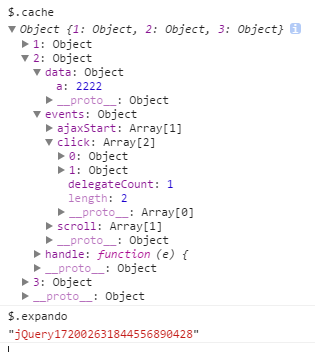 $.cache
▼ Object {1: Object, 2: Object, 3: Object} i
▶ 1: Object
▼ 2: Object
▼ data: Object
a: 2222
▶ __proto__: Object
▼ events: Object
▶ ajaxStart: Array[1]
▼ click: Array[2]
▶ 0: Object
▶ 1: Object
delegateCount: 1
length: 2
▶ __proto__: Array[0]
▶ scroll: Array[1]
▶ __proto__: Object
▶ handle: function (e) {
▶ __proto__: Object
▶ 3: Object
▶ __proto__: Object
$.expando
"jQuery172002631844556890428"